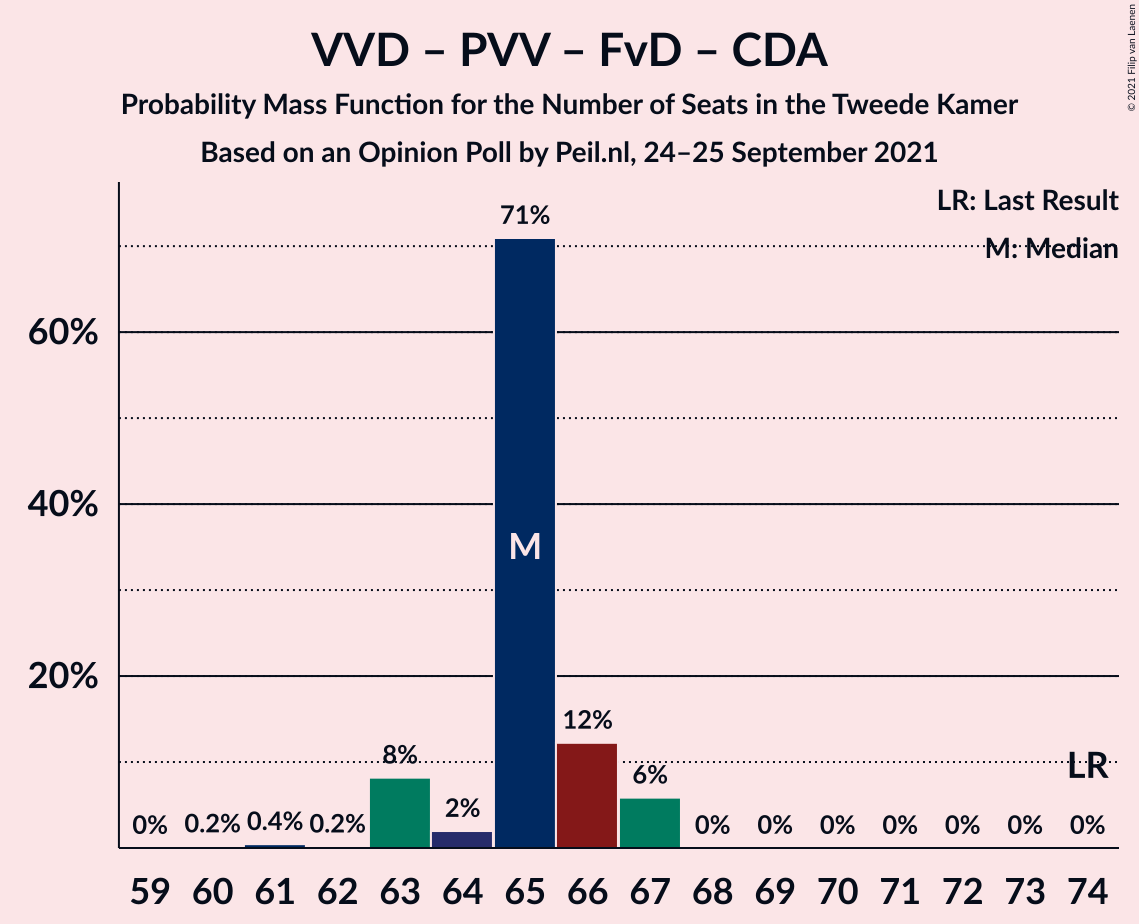 VVD – PVV – FvD – CDA
Probability Mass Function for the Number of Seats in the Tweede Kamer
Based on an Opinion Poll by Peil.nl, 24–25 September 2021
© 2021 Filip van Laenen
LR: Last Result
M: Median
60%
40%
20%
0% 0.2% 0.4% 0.2% 8% 2% 71% 12% 6% 0% 0% 0% 0% 0% 0% 0%
M
LR
59 60 61 62 63 64 65 66 67 68 69 70 71 72 73 74